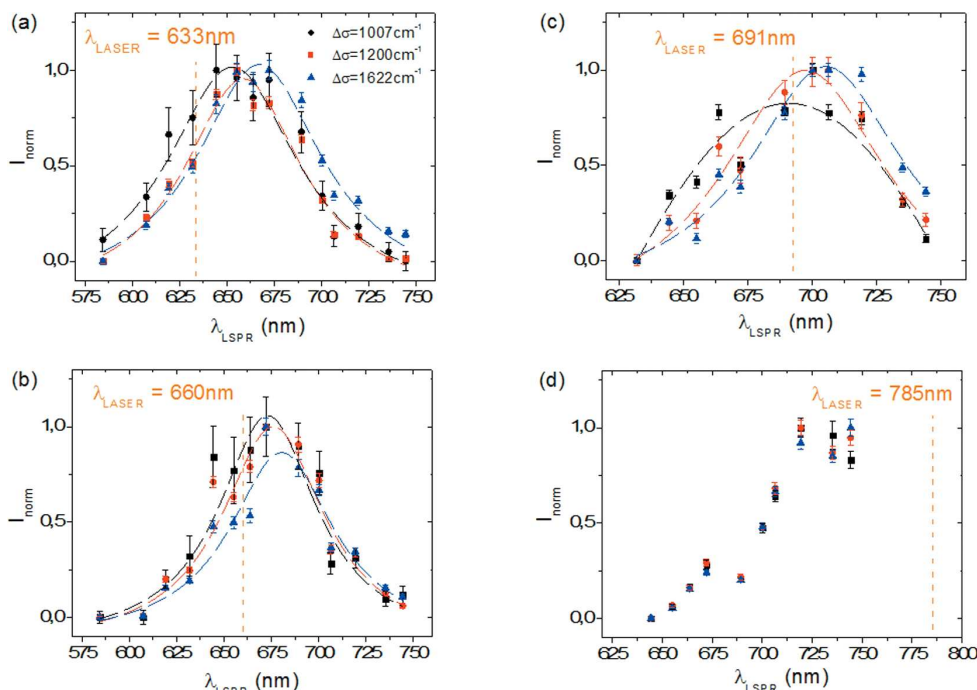 (a)
λLASER = 633nm
Δσ=1007cm-1
Δσ=1200cm-1
Δσ=1622cm-1
1,0
0,5
0,0
Inorm
575 600 625 650 675 700 725 750
λLSPR (nm)
(c)
λLASER = 691nm
1,0
0,5
0,0
Inorm
625 650 675 700 725 750
λLSPR (nm)
(b)
λLASER = 660nm
1,0
0,5
0,0
Inorm
575 600 625 650 675 700 725 750
λLSPR (nm)
(d)
λLASER = 785nm
1,0
0,5
0,0
Inorm
625 650 675 700 725 750 775 800
λLSPR (nm)